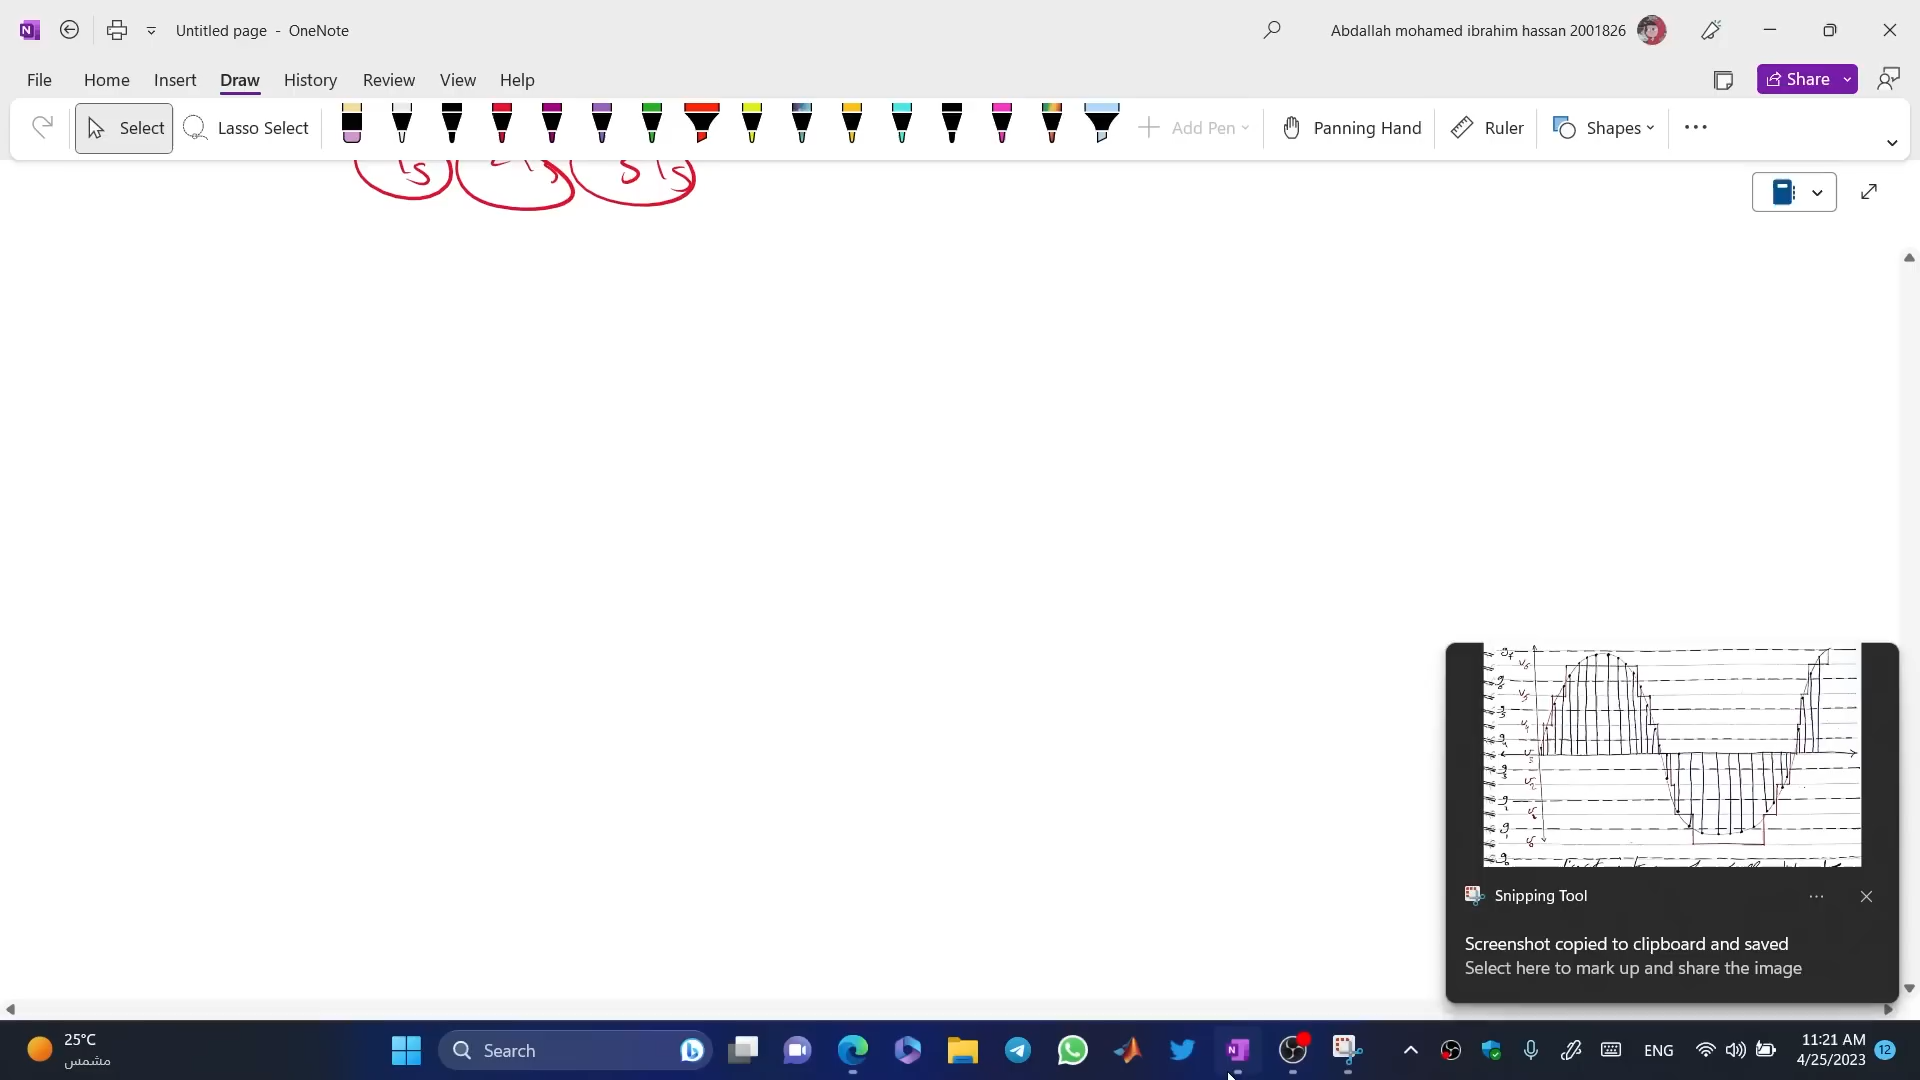 Untitled page - OneNote
Abdallah mohamed ibrahim hassan 2001826
File Home Insert Draw History Review View Help
Share
Select Lasso Select Add Pen Panning Hand Ruler Shapes
Snipping Tool
Screenshot copied to clipboard and saved
Select here to mark up and share the image
25°C
مشمس
Search
ENG
11:21 AM
4/25/2023
12